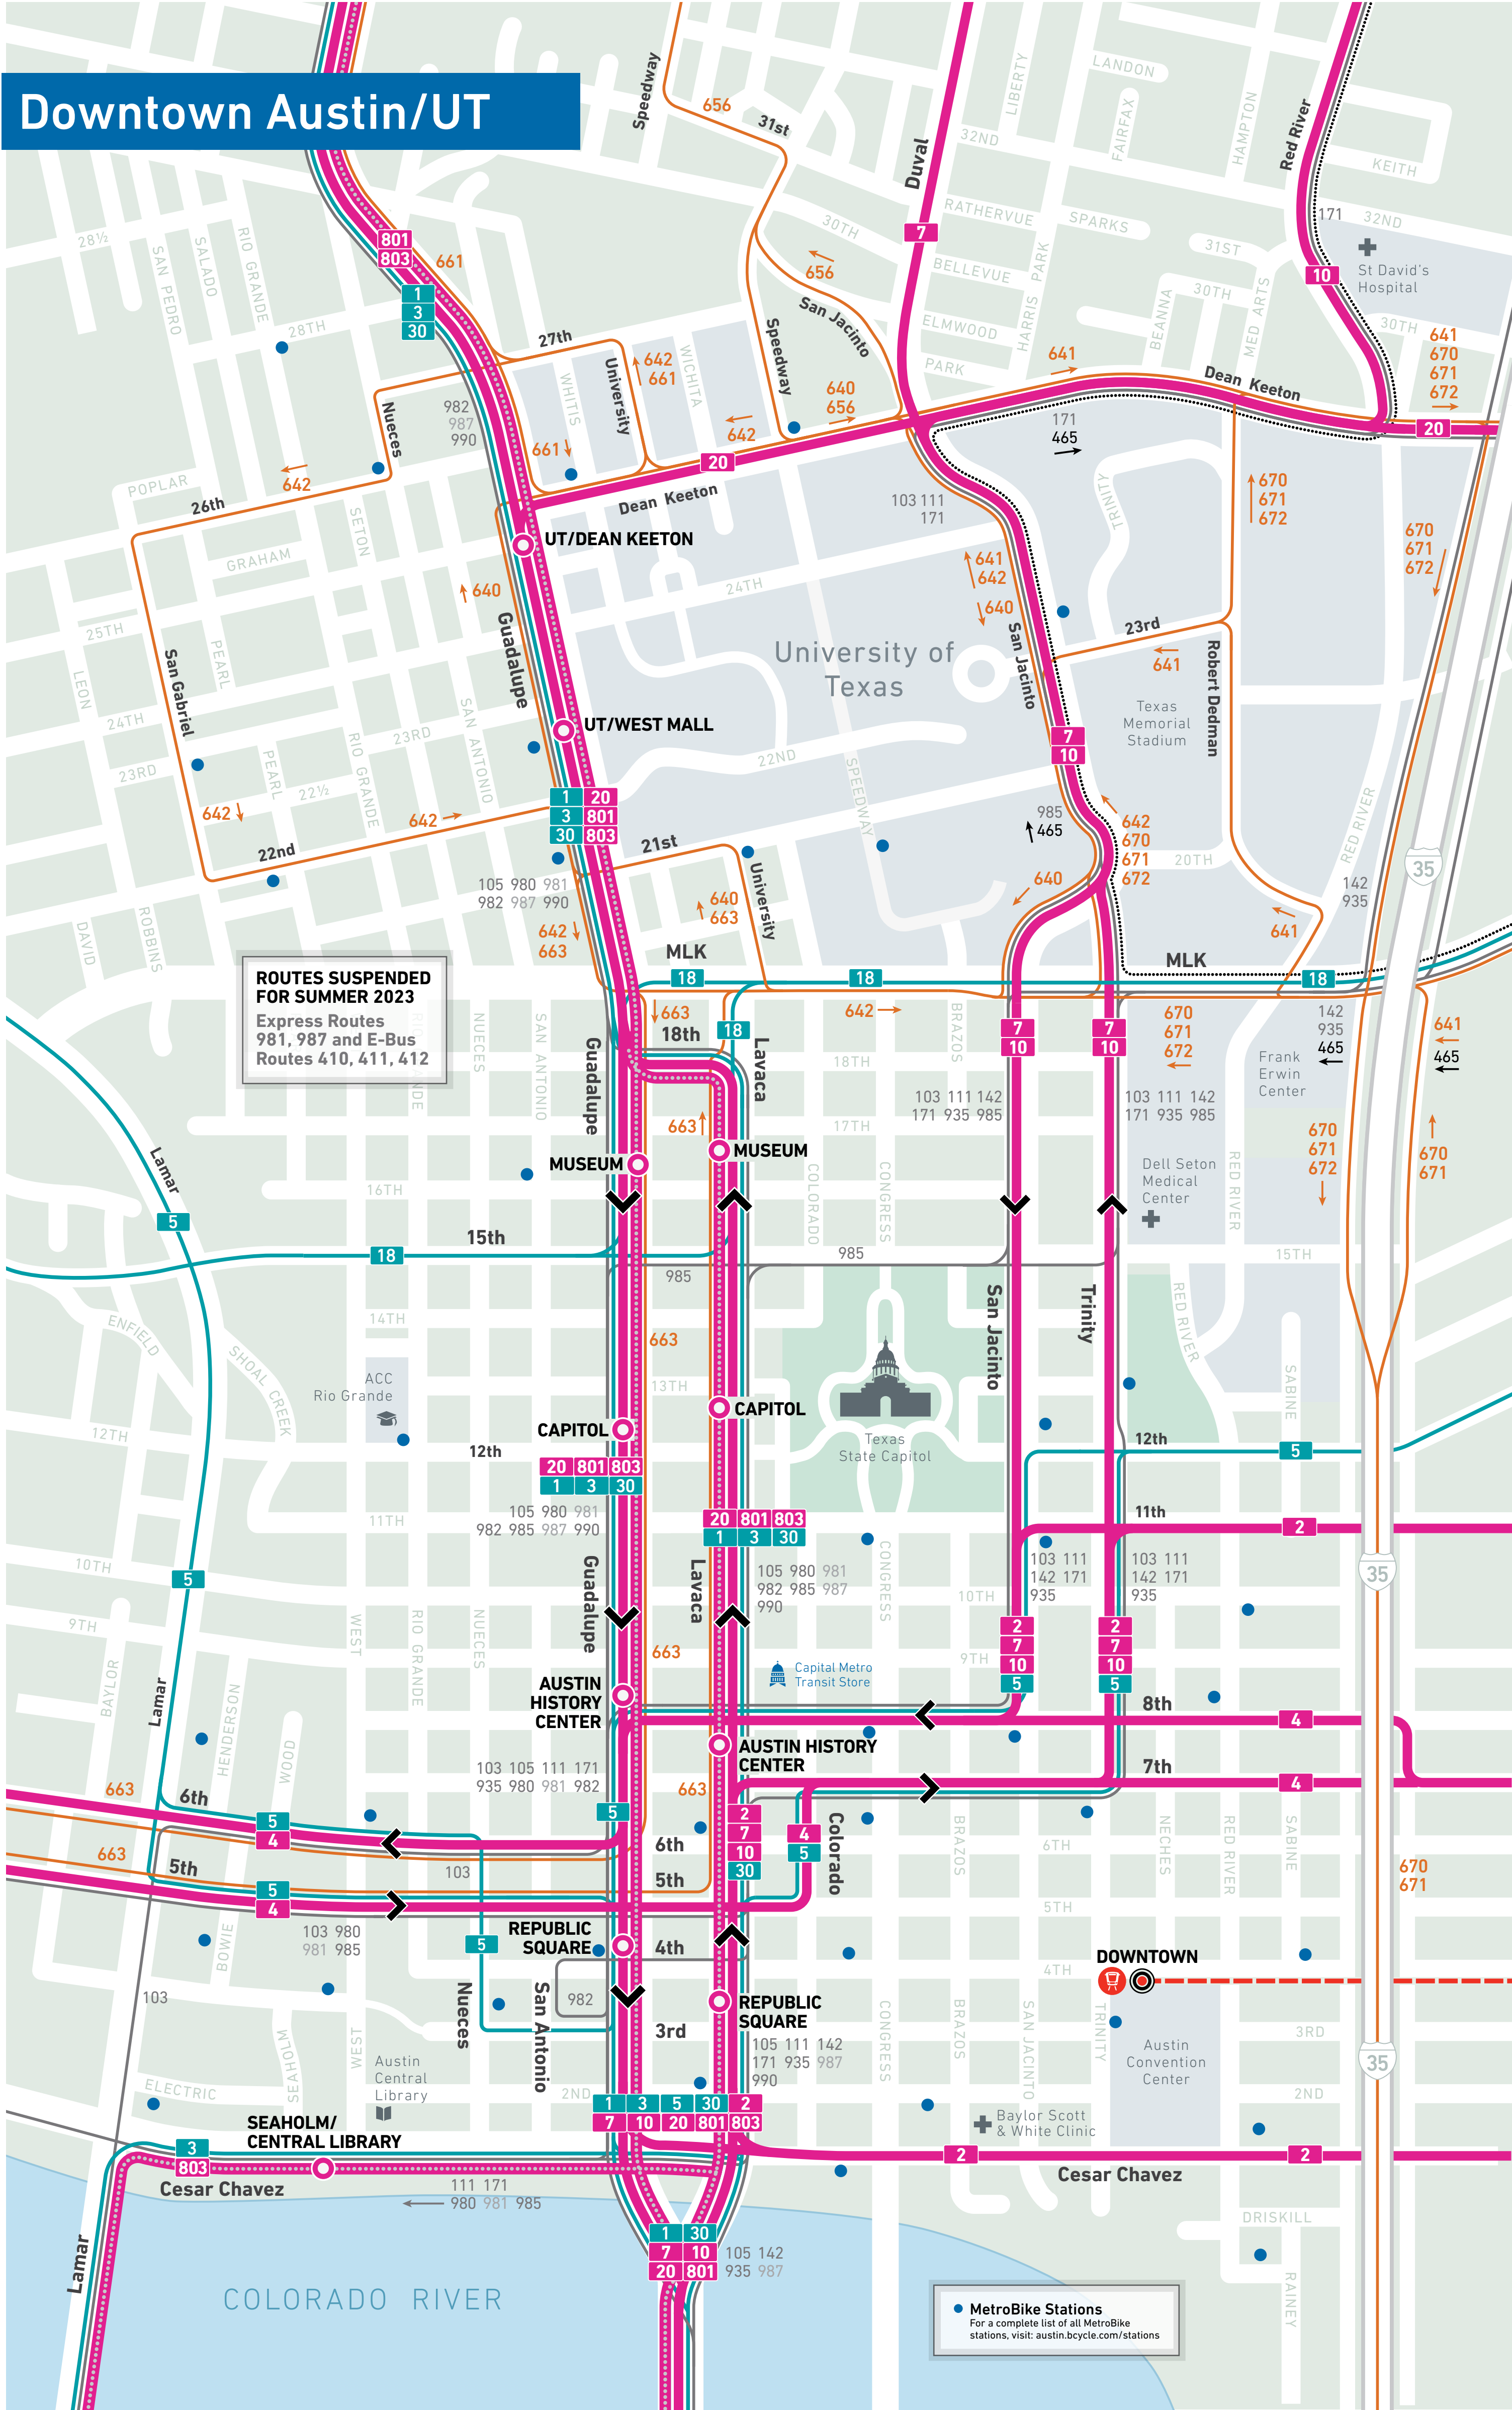 Downtown Austin/UT
Speedway
656
31st
Duval
LIBERTY
LANDON
FAIRFAX
HAMPTON
Red River
KEITH
32ND
30TH
RATHERVUE
SPARKS
171
32ND
28½
SAN PEDRO
SALADO
RIO GRANDE
801
803
661
7
31ST
St David's
Hospital
656
BELLEVUE
HARRIS PARK
BEANNA
30TH
MED ARTS
10
1
3
30
28TH
27th
San Jacinto
ELMWOOD
30TH
641
670
671
672
Speedway
University
642
661
WICHITA
WHITIS
PARK
641
Dean Keeton
Nueces
982
987
990
640
656
642
171
465
20
661
20
642
POPLAR
26th
Dean Keeton
SETON
103 111
171
TRINITY
670
671
672
670
671
672
UT/DEAN KEETON
GRAHAM
640
24TH
641
642
640
Guadalupe
25TH
University of
Texas
San Jacinto
23rd
641
Robert Dedman
San Gabriel
PEARL
LEON
24TH
UT/WEST MALL
Texas
Memorial
Stadium
7
10
SAN ANTONIO
23RD
RIO GRANDE
23RD
PEARL
22½
22ND
SPEEDWAY
RED RIVER
642
642
1 20
3 801
30 803
985
465
642
670
671
672
22nd
21st
University
20TH
35
105 980 981
982 987 990
640
142
935
DAVID
ROBBINS
640
663
642
663
641
MLK
MLK
18
18
18
ROUTES SUSPENDED
FOR SUMMER 2023
Express Routes
981, 987 and E-Bus
Routes 410, 411, 412
NUECES
SAN ANTONIO
663
18th
18
642
BRAZOS
7
10
7
10
670
671
672
142
935
465
641
465
Guadalupe
Lavaca
18TH
Frank
Erwin
Center
103 111 142
171 935 985
103 111 142
171 935 985
663
17TH
670
671
672
670
671
Lamar
MUSEUM
MUSEUM
Dell Seton
Medical
Center
COLORADO
CONGRESS
RED RIVER
16TH
5
15th
18
985
985
15TH
San Jacinto
Trinity
RED RIVER
ENFIELD
14TH
663
SHOAL CREEK
ACC
Rio Grande
13TH
SABINE
CAPITOL
CAPITOL
Texas
State Capitol
12TH
12th
12th
5
20 801 803
1 3 30
105 980 981
982 985 987 990
11TH
20 801 803
1 3 30
11th
2
10TH
5
Guadalupe
Lavaca
105 980 981
982 985 987
990
CONGRESS
103 111
142 171
935
103 111
142 171
935
35
10TH
9TH
WEST
RIO GRANDE
NUECES
663
2
7
10
5
2
7
10
5
9TH
BAYLOR
Lamar
HENDERSON
WOOD
AUSTIN
HISTORY
CENTER
Capital Metro
Transit Store
8th
4
AUSTIN HISTORY
CENTER
103 105 111 171
935 980 981 982
7th
4
663
6th
663
5
4
5
6th
2
7
10
30
4
5
Colorado
BRAZOS
6TH
NECHES
RED RIVER
SABINE
663
5th
5
4
103
5th
670
671
5TH
103 980
981 985
BOWIE
5
REPUBLIC
SQUARE
4th
DOWNTOWN
4TH
103
Nueces
San Antonio
982
REPUBLIC
SQUARE
3rd
CONGRESS
BRAZOS
SAN JACINTO
TRINITY
3RD
SEAHOLM
WEST
Austin
Central
Library
105 111 142
171 935 987
990
Austin
Convention
Center
35
ELECTRIC
2ND
2ND
1 3 5 30 2
7 10 20 801 803
Baylor Scott
& White Clinic
SEAHOLM/
CENTRAL LIBRARY
3
803
2
2
Cesar Chavez
Cesar Chavez
111 171
980 981 985
Lamar
DRISKILL
1 30
7 10
20 801
105 142
935 987
RAINEY
COLORADO RIVER
MetroBike Stations
For a complete list of all MetroBike
stations, visit: austin.bcycle.com/stations